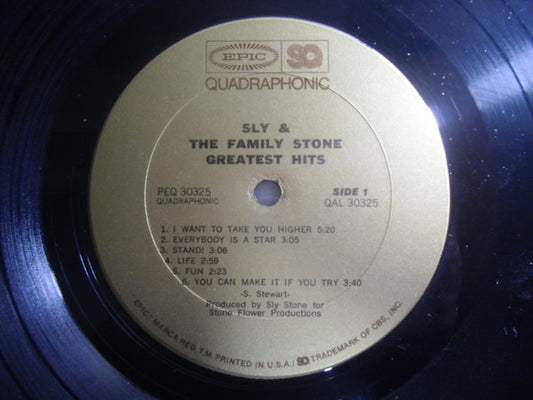 EPIC SQ
QUADRAPHONIC
SLY &
THE FAMILY STONE
GREATEST HITS
PEQ 30325
QUADRAPHONIC
SIDE 1
QAL 30325
1. I WANT TO TAKE YOU HIGHER 5:20
2. EVERYBODY IS A STAR 3:05
3. STAND! 3:06
4. LIFE 2:59
5. FUN 2:23
6. YOU CAN MAKE IT IF YOU TRY 3:40
-S. Stewart-
Produced by Sly Stone for
Stone Flower Productions
"EPIC", MARCA REG. T.M. PRINTED IN U.S.A./ SQ TRADEMARK OF CBS, INC.